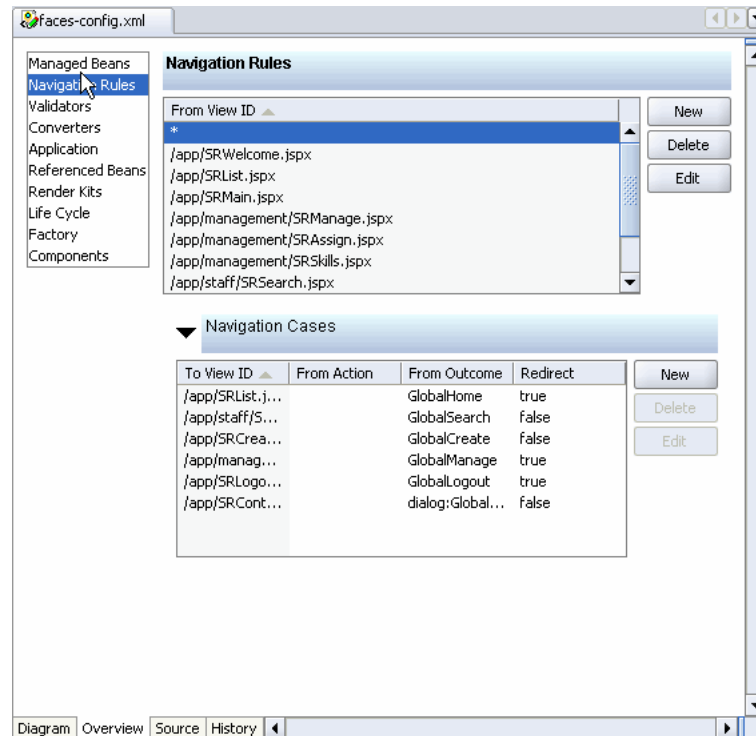 faces-config.xml
Managed Beans
Navigation Rules
Validators
Converters
Application
Referenced Beans
Render Kits
Life Cycle
Factory
Components
Navigation Rules
From View ID
*
/app/SRWelcome.jspx
/app/SRList.jspx
/app/SRMain.jspx
/app/management/SRManage.jspx
/app/management/SRAssign.jspx
/app/management/SRSkills.jspx
/app/staff/SRSearch.jspx
New
Delete
Edit
Navigation Cases
To View ID From Action From Outcome Redirect
/app/SRList.j... GlobalHome true
/app/staff/S... GlobalSearch false
/app/SRCrea... GlobalCreate false
/app/manag... GlobalManage true
/app/SRLogo... GlobalLogout true
/app/SRCont... dialog:Global... false
New
Delete
Edit
Diagram Overview Source History